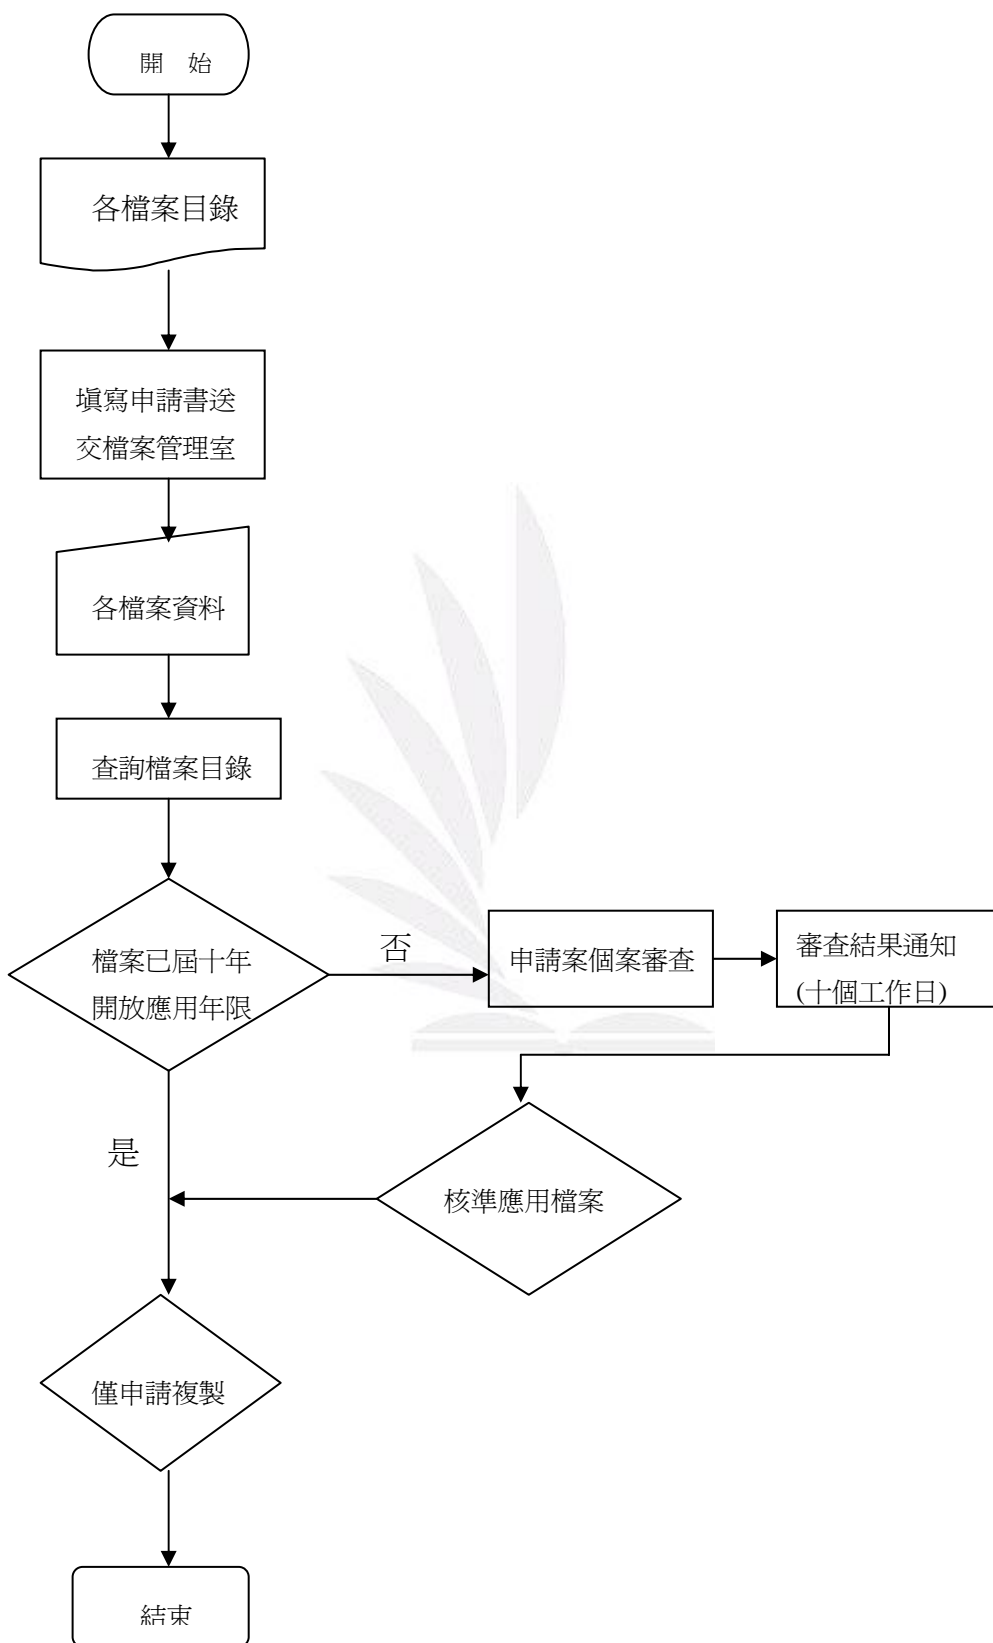 開 始
各檔案目錄
填寫申請書送
交檔案管理室
各檔案資料
查詢檔案目錄
檔案已屆十年
開放應用年限
否
申請案個案審查
審查結果通知
(十個工作日)
是
核準應用檔案
僅申請複製
結束